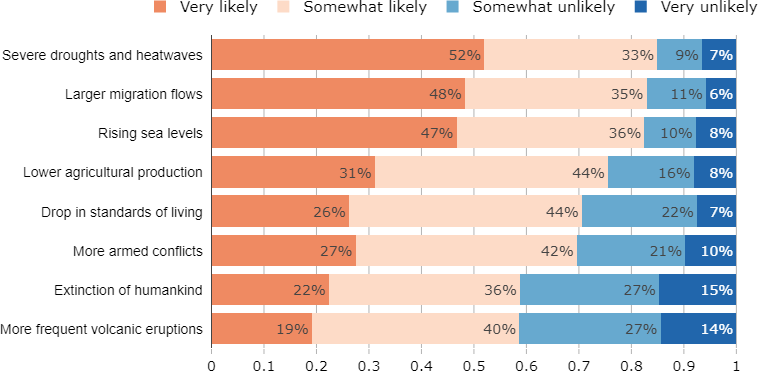 Very likely Somewhat likely Somewhat unlikely Very unlikely
Severe droughts and heatwaves 52% 33% 9% 7%
Larger migration flows 48% 35% 11% 6%
Rising sea levels 47% 36% 10% 8%
Lower agricultural production 31% 44% 16% 8%
Drop in standards of living 26% 44% 22% 7%
More armed conflicts 27% 42% 21% 10%
Extinction of humankind 22% 36% 27% 15%
More frequent volcanic eruptions 19% 40% 27% 14%
0 0.1 0.2 0.3 0.4 0.5 0.6 0.7 0.8 0.9 1